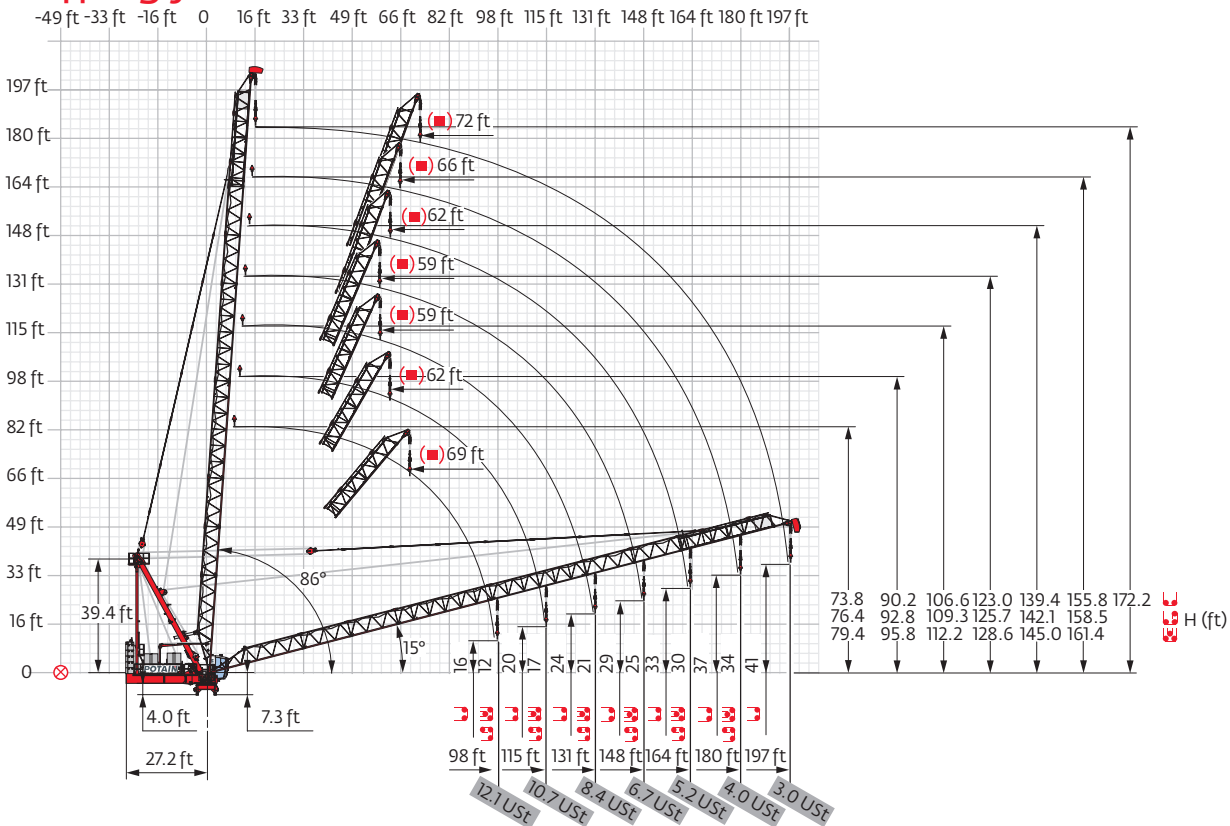 -49 ft -33 ft -16 ft 0 16 ft 33 ft 49 ft 66 ft 82 ft 98 ft 115 ft 131 ft 148 ft 164 ft 180 ft 197 ft
197 ft
180 ft
164 ft
148 ft
131 ft
115 ft
98 ft
82 ft
66 ft
49 ft
33 ft
16 ft
0
(■) 72 ft
(■) 66 ft
(■) 62 ft
(■) 59 ft
(■) 59 ft
(■) 62 ft
(■) 69 ft
86°
15°
39.4 ft
POTAIN
4.0 ft
7.3 ft
27.2 ft
73.8 90.2 106.6 123.0 139.4 155.8 172.2
76.4 92.8 109.3 125.7 142.1 158.5
79.4 95.8 112.2 128.6 145.0 161.4
H (ft)
16 12 20 17 24 21 29 25 33 30 37 34 41
98 ft 115 ft 131 ft 148 ft 164 ft 180 ft 197 ft
12.1 USt 10.7 USt 8.4 USt 6.7 USt 5.2 USt 4.0 USt 3.0 USt